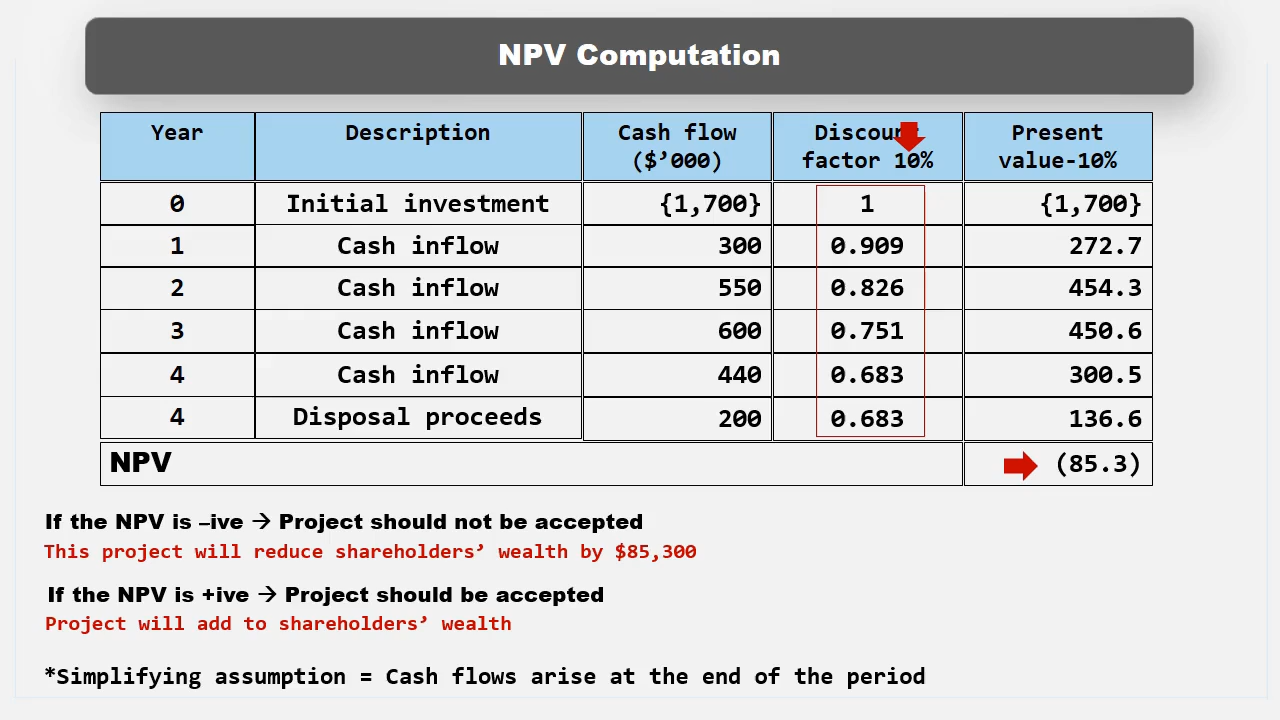 NPV Computation
Year Description Cash flow ($’000) Discount factor 10% Present value-10%
0 Initial investment {1,700} 1 {1,700}
1 Cash inflow 300 0.909 272.7
2 Cash inflow 550 0.826 454.3
3 Cash inflow 600 0.751 450.6
4 Cash inflow 440 0.683 300.5
4 Disposal proceeds 200 0.683 136.6
NPV (85.3)
If the NPV is –ive → Project should not be accepted
This project will reduce shareholders’ wealth by $85,300
If the NPV is +ive → Project should be accepted
Project will add to shareholders’ wealth
*Simplifying assumption = Cash flows arise at the end of the period